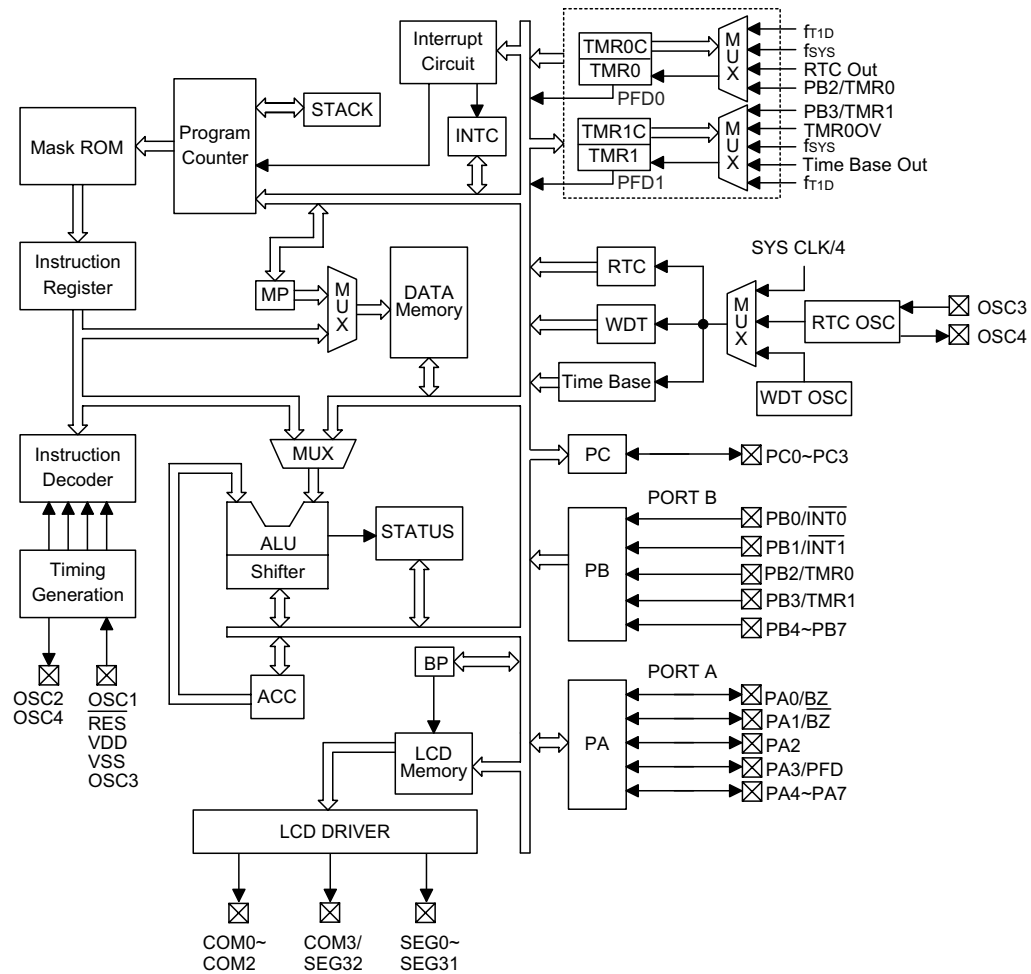 Interrupt
Circuit
STACK
INTC
Program
Counter
Mask ROM
Instruction
Register
MP
MUX
DATA
Memory
Instruction
Decoder
MUX
ALU
Shifter
STATUS
Timing
Generation
OSC2
OSC4
OSC1
RES
VDD
VSS
OSC3
ACC
BP
LCD
Memory
LCD DRIVER
COM0~
COM2
COM3/
SEG32
SEG0~
SEG31
TMR0C
TMR0
PFD0
MUX
fT1D
fSYS
RTC Out
PB2/TMR0
TMR1C
TMR1
PFD1
MUX
PB3/TMR1
TMR0OV
fSYS
Time Base Out
fT1D
RTC
WDT
Time Base
SYS CLK/4
MUX
RTC OSC
WDT OSC
OSC3
OSC4
PC
PC0~PC3
PORT B
PB
PB0/INT0
PB1/INT1
PB2/TMR0
PB3/TMR1
PB4~PB7
PORT A
PA
PA0/BZ
PA1/BZ
PA2
PA3/PFD
PA4~PA7